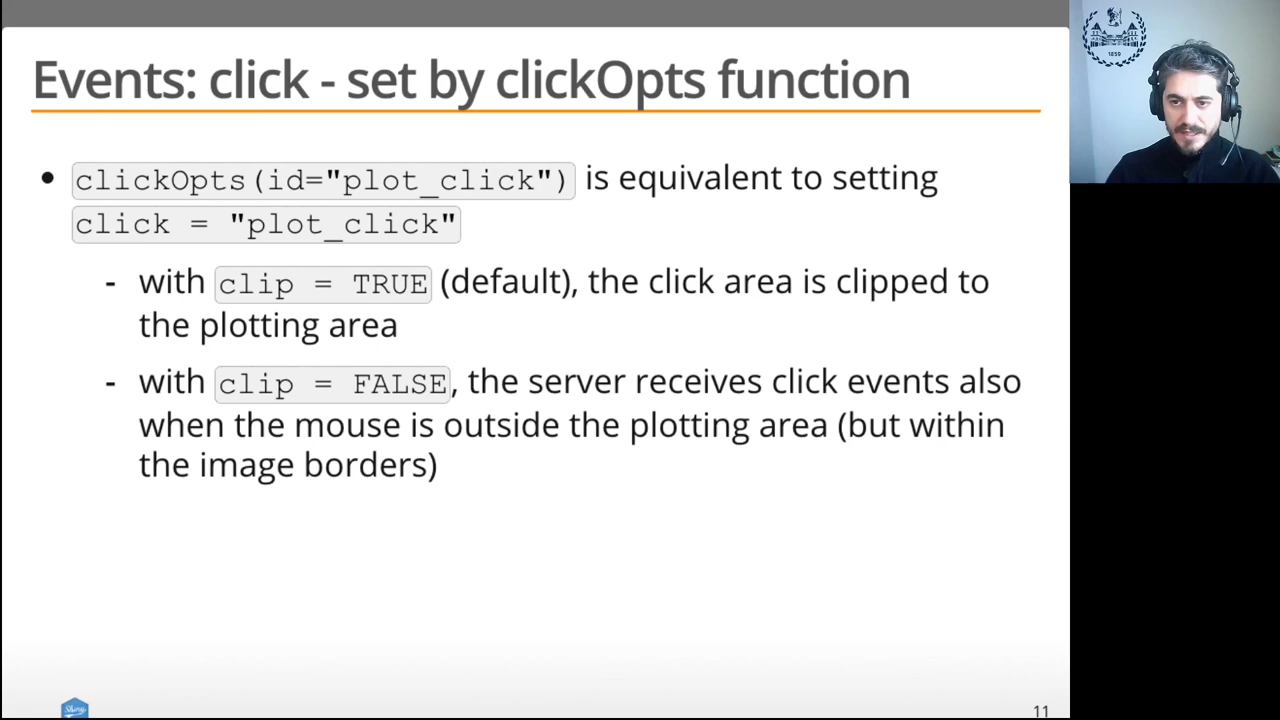 Events: click - set by clickOpts function
1859
• clickOpts(id="plot_click") is equivalent to setting
click = "plot_click"
- with clip = TRUE (default), the click area is clipped to
the plotting area
- with clip = FALSE, the server receives click events also
when the mouse is outside the plotting area (but within
the image borders)
Shiny
11